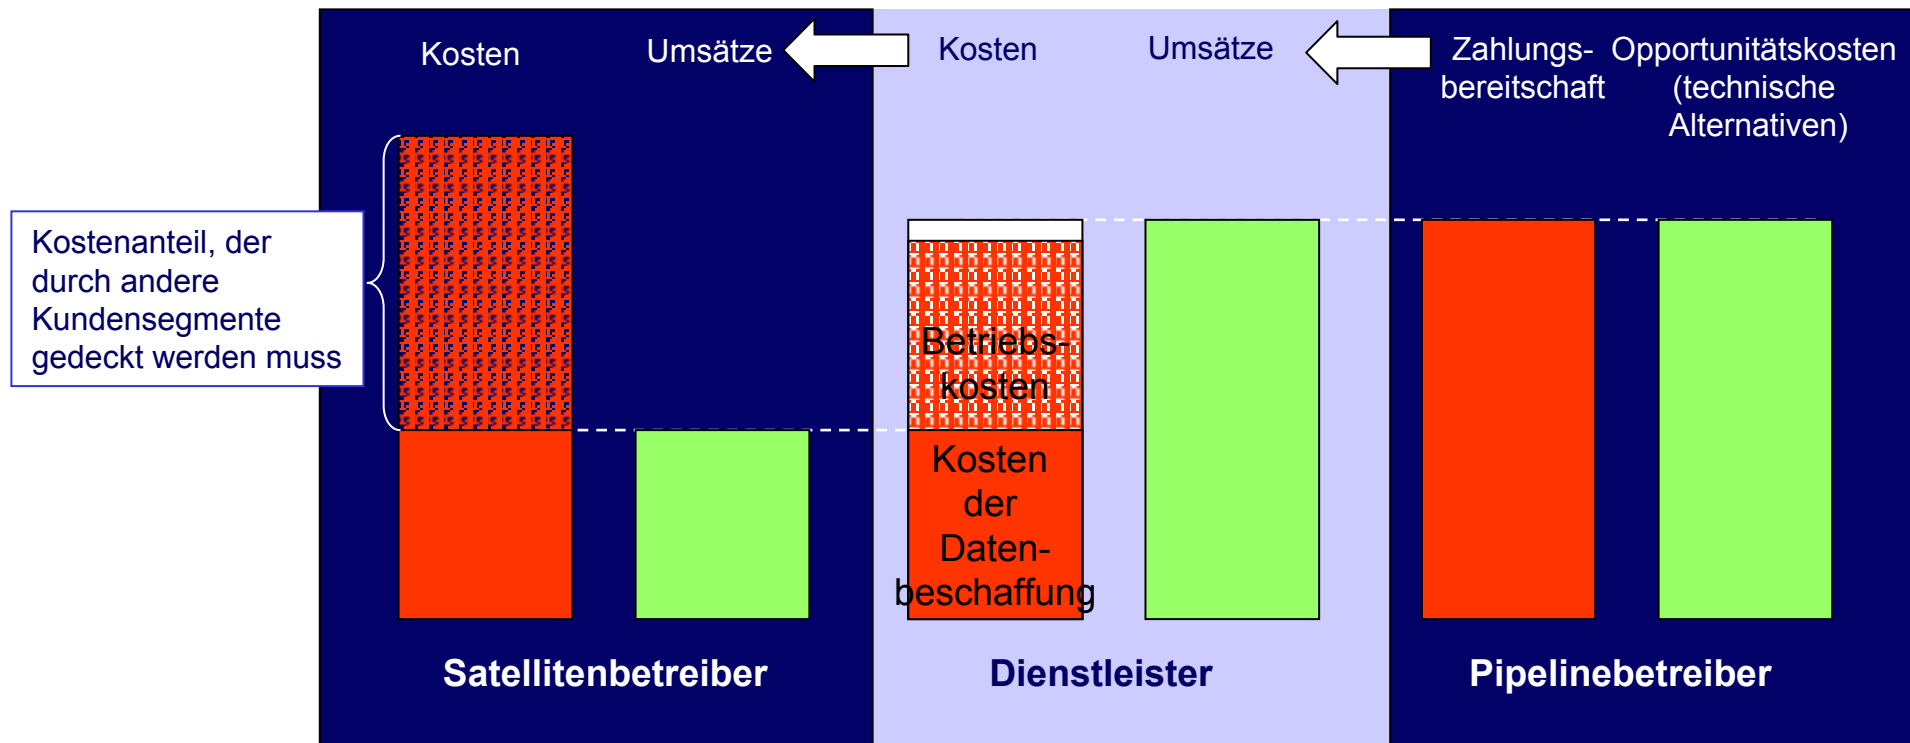 Kosten
Umsätze
Kosten
Umsätze
Zahlungs-
bereitschaft
Opportunitätskosten
(technische
Alternativen)
Kostenanteil, der
durch andere
Kundensegmente
gedeckt werden muss
Betriebs-
kosten
Kosten
der
Daten-
beschaffung
Satellitenbetreiber
Dienstleister
Pipelinebetreiber